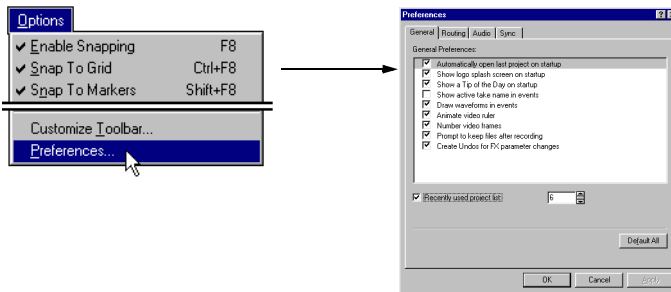 Options
Enable Snapping F8
Snap To Grid Ctrl+F8
Snap To Markers Shift+F8
Customize Toolbar...
Preferences...
Preferences
General Routing Audio Sync
General Preferences:
Automatically open last project on startup
Show logo splash screen on startup
Show a Tip of the Day on startup
Show active take name in events
Draw waveforms in events
Animate video ruler
Number video frames
Prompt to keep files after recording
Create Undos for FX parameter changes
Recently used project list: 6
Default All
OK Cancel Apply